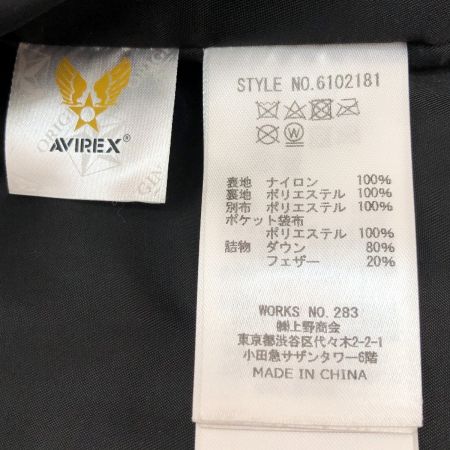 AVIREX®
ORIGIN
STYLE NO.6102181
W
表地 ナイロン 100%
裏地 ポリエステル 100%
別布 ポリエステル 100%
ポケット袋布
ポリエステル 100%
詰物 ダウン 80%
フェザー 20%
WORKS NO.283
㈱上野商会
東京都渋谷区代々木2-2-1
小田急サザンタワー6階
MADE IN CHINA